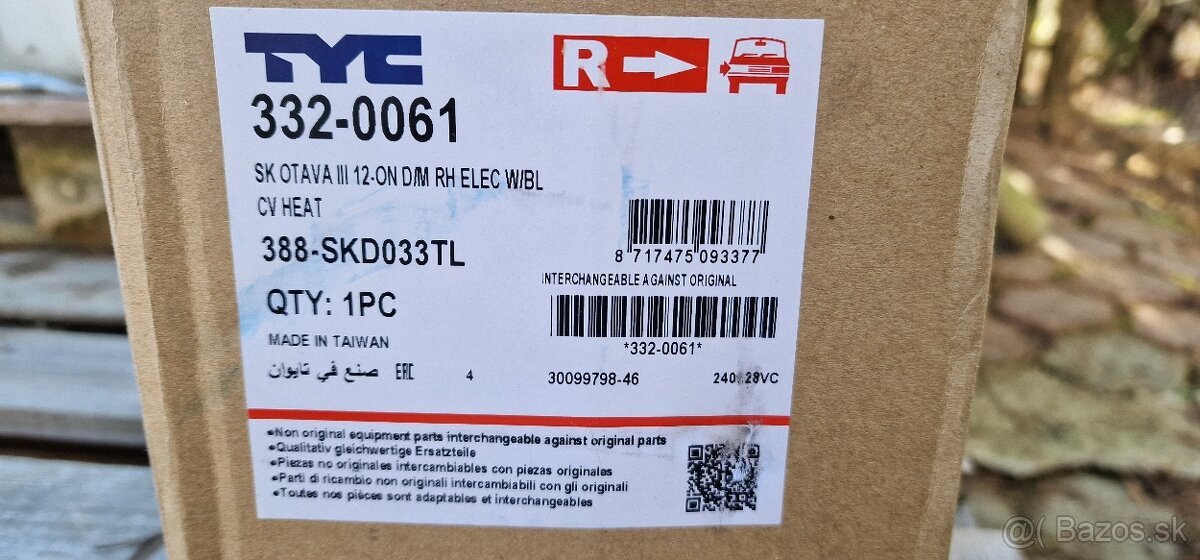 TYC
R
332-0061
SK OTAVA III 12-ON D/M RH ELEC W/BL
CV HEAT
388-SKD033TL
8 717475 093377
INTERCHANGEABLE AGAINST ORIGINAL
QTY: 1PC
*332-0061*
MADE IN TAIWAN
صنع في تايوان EAC 4 30099798-46
•Non original equipment parts interchangeable against original parts
•Qualitativ gleichwertige Ersatzteile
•Piezas no originales intercambiables con piezas originales
•Parti di ricambio non originali intercambiabili con gli originali
•Toutes nos pièces sont adaptables et interchangeables
@( Bazos.sk